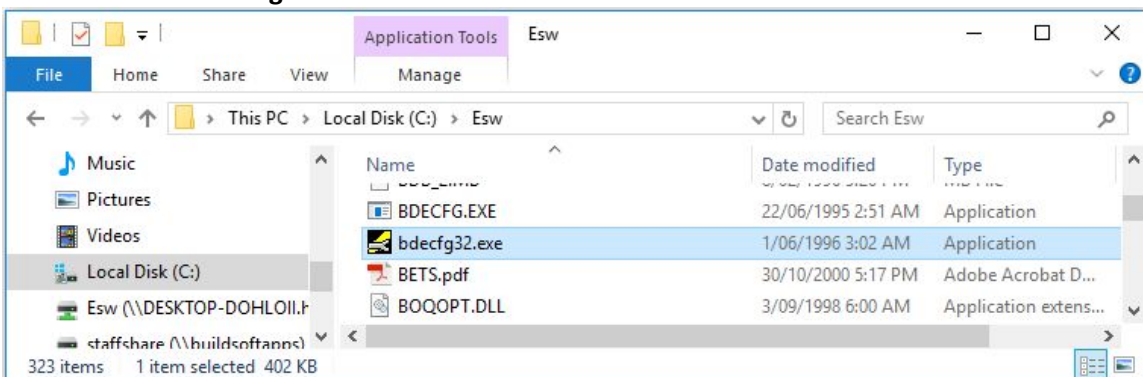 Application Tools Esw
File Home Share View Manage
This PC > Local Disk (C:) > Esw Search Esw
Music
Pictures
Videos
Local Disk (C:)
Esw (\\DESKTOP-DOHLOII.h
staffshare (\\buildsoftapps)
Name Date modified Type
BDECFG.EXE 22/06/1995 2:51 AM Application
bdecfg32.exe 1/06/1996 3:02 AM Application
BETS.pdf 30/10/2000 5:17 PM Adobe Acrobat D...
BOQOPT.DLL 3/09/1998 6:00 AM Application extens...
323 items 1 item selected 402 KB